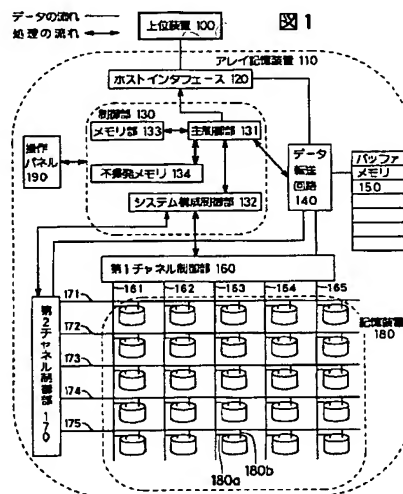 データの流れ
処理の流れ
上位装置 100
図1
アレイ記憶装置 110
ホストインタフェース 120
制御部 130
メモリ部 133
主制御部 131
操作
パネル
190
不揮発メモリ 134
システム構成制御部 132
データ
転送
回路
140
バッファ
メモリ
150
第1チャネル制御部 160
161
162
163
164
165
171
172
173
174
175
第2チャネル制御部 170
記憶装置
180
180a
180b